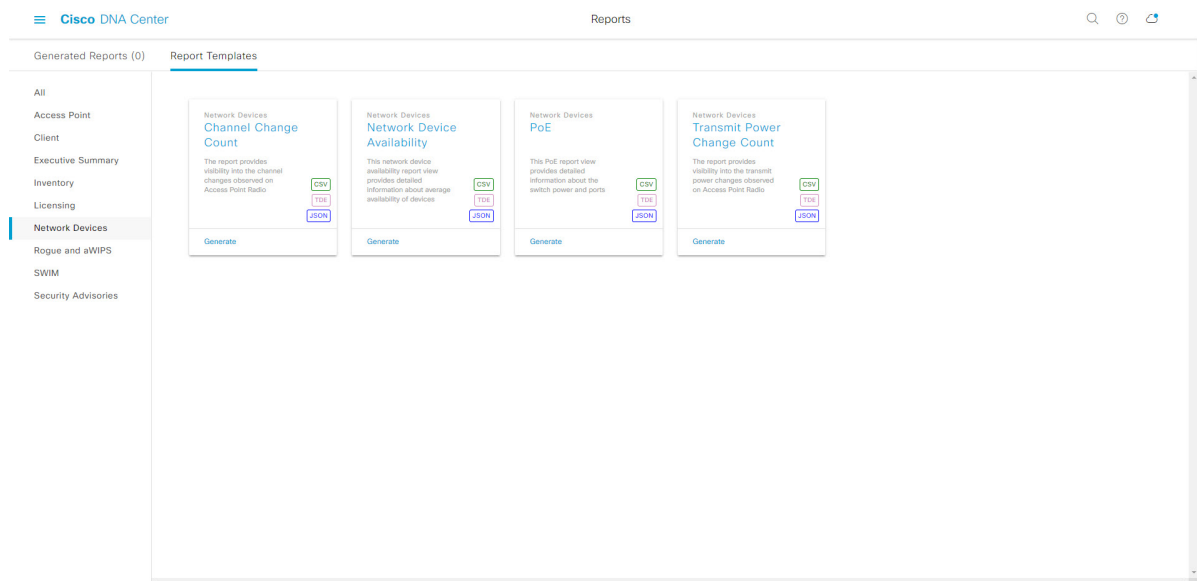 Cisco DNA Center
Reports
Generated Reports (0)
Report Templates
All
Access Point
Client
Executive Summary
Inventory
Licensing
Network Devices
Rogue and aWIPS
SWIM
Security Advisories
Network Devices
Channel Change
Count
The report provides
visibility into the channel
changes observed on
Access Point Radio
CSV
TDE
JSON
Generate
Network Devices
Network Device
Availability
This network device
availability report view
provides detailed
information about average
availability of devices
CSV
TDE
JSON
Generate
Network Devices
PoE
This PoE report view
provides detailed
information about the
switch power and ports
CSV
TDE
JSON
Generate
Network Devices
Transmit Power
Change Count
The report provides
visibility into the transmit
power changes observed
on Access Point Radio
CSV
TDE
JSON
Generate